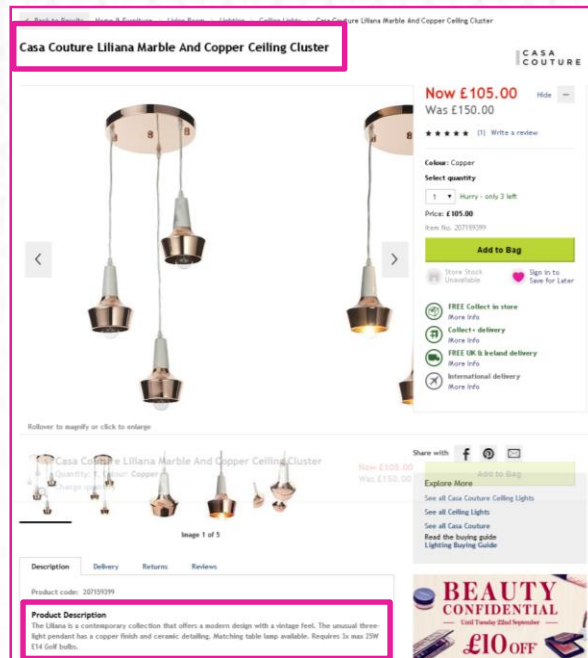 < Back to Results Home & Furniture > Living Room > Lighting > Ceiling Lights > Casa Couture Liliana Marble And Copper Ceiling Cluster
Casa Couture Liliana Marble And Copper Ceiling Cluster
CASA
COUTURE
Now £105.00
Hide
Was £150.00
(1) Write a review
Colour: Copper
Select quantity
1 Hurry - only 3 left
Price: £105.00
Item No. 207159399
Add to Bag
Store Stock
Unavailable
Sign in to
Save for Later
FREE Collect in store
More Info
Collect+ delivery
More Info
FREE UK & Ireland delivery
More Info
International delivery
More Info
Rollover to magnify or click to enlarge
Casa Couture Liliana Marble And Copper Ceiling Cluster
Quantity: 1, Colour: Copper
Change quantity
Now £105.00
Was £150.00
Add to Bag
Image 1 of 5
Share with
Explore More
See all Casa Couture Ceiling Lights
See all Ceiling Lights
See all Casa Couture
Read the buying guide
Lighting Buying Guide
Description Delivery Returns Reviews
Product code: 207159399
Product Description
The Liliana is a contemporary collection that offers a modern design with a vintage feel. The unusual three-
light pendant has a copper finish and ceramic detailing. Matching table lamp available. Requires 3x max 25W
E14 Golf bulbs.
BEAUTY
CONFIDENTIAL
Until Tuesday 22nd September
£10 OFF